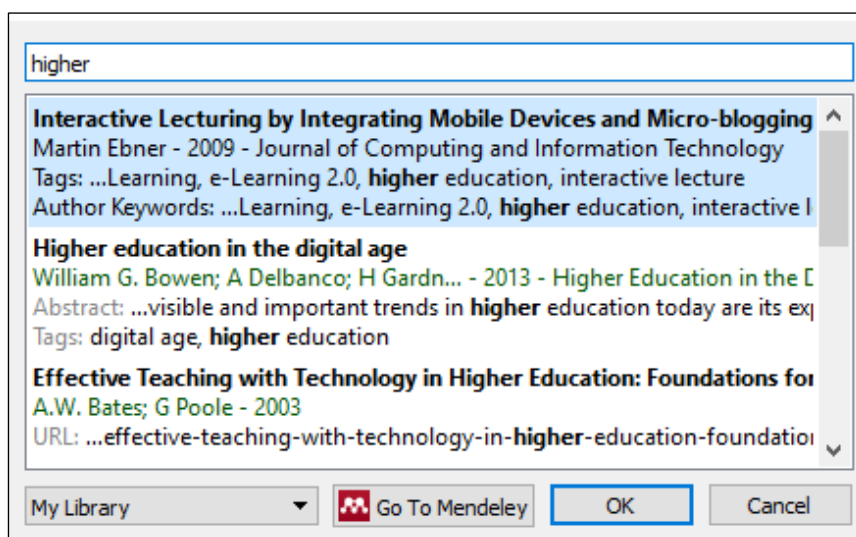 higher
Interactive Lecturing by Integrating Mobile Devices and Micro-blogging
Martin Ebner - 2009 - Journal of Computing and Information Technology
Tags: ...Learning, e-Learning 2.0, higher education, interactive lecture
Author Keywords: ...Learning, e-Learning 2.0, higher education, interactive
Higher education in the digital age
William G. Bowen; A Delbanco; H Gardn... - 2013 - Higher Education in the
Abstract: ...visible and important trends in higher education today are its
Tags: digital age, higher education
Effective Teaching with Technology in Higher Education: Foundations for
A.W. Bates; G Poole - 2003
URL: ...effective-teaching-with-technology-in-higher-education-foundation
My Library Go To Mendeley OK Cancel